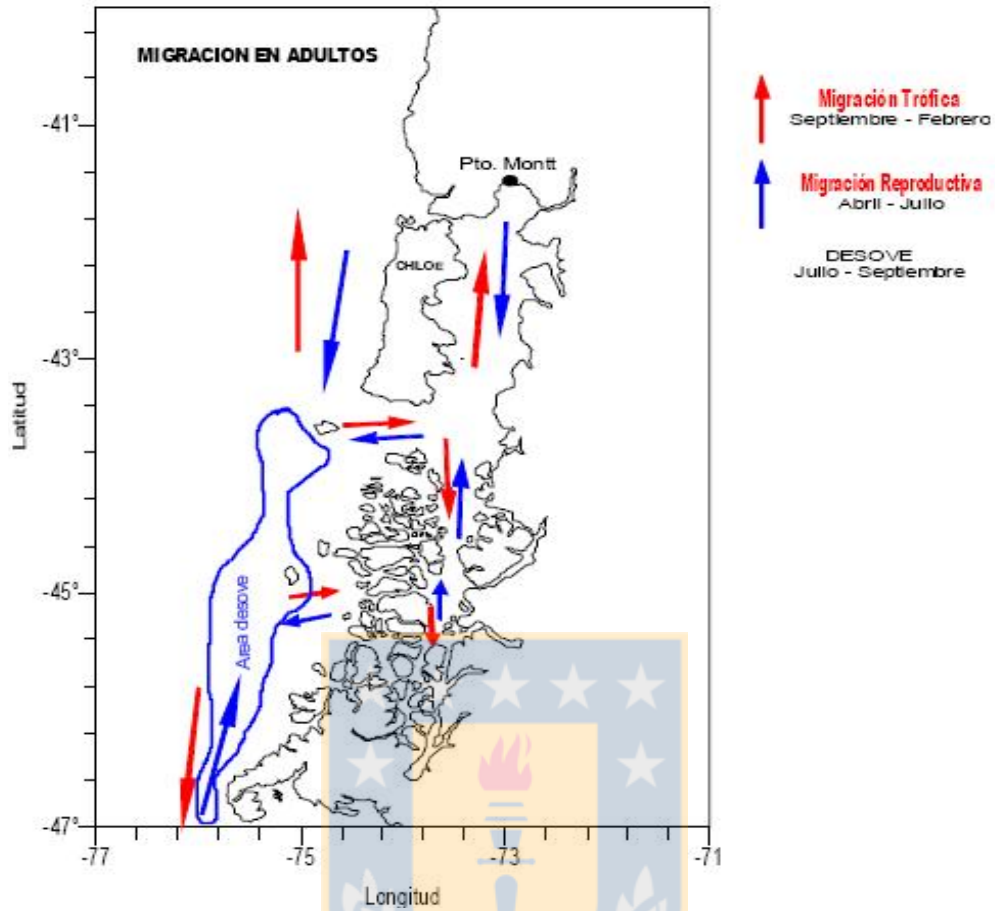 MIGRACION EN ADULTOS
Migración Trófica
Septiembre - Febrero
Migración Reproductiva
Abril - Julio
DESOVE
Julio - Septiembre
-41°
Pto. Montt
CHILOE
-43°
Latitud
-45°
Area desove
-47°
-77
-75
-73
-71
Longitud